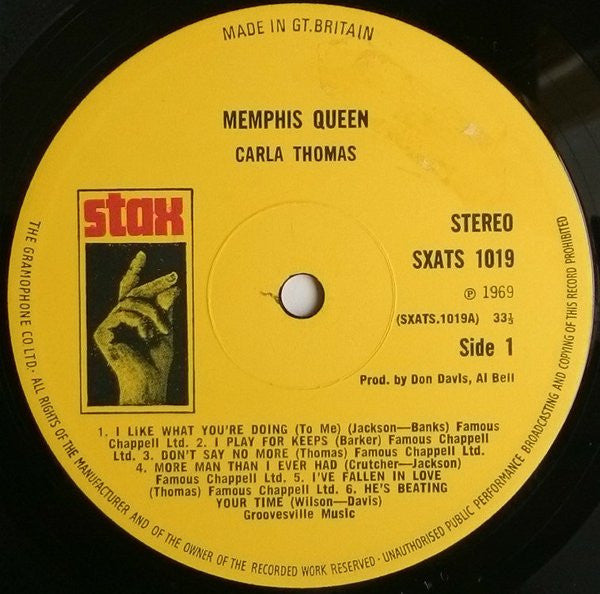 MADE IN GT.BRITAIN
MEMPHIS QUEEN
CARLA THOMAS
stax
STEREO
SXATS 1019
℗ 1969
(SXATS.1019A) 33⅓
Side 1
Prod. by Don Davis, Al Bell
1. I LIKE WHAT YOU'RE DOING (To Me) (Jackson—Banks) Famous
Chappell Ltd. 2. I PLAY FOR KEEPS (Barker) Famous Chappell
Ltd. 3. DON'T SAY NO MORE (Thomas) Famous Chappell Ltd.
4. MORE MAN THAN I EVER HAD (Crutcher—Jackson)
Famous Chappell Ltd. 5. I'VE FALLEN IN LOVE
(Thomas) Famous Chappell Ltd. 6. HE'S BEATING
YOUR TIME (Wilson—Davis)
Groovesville Music
THE GRAMOPHONE CO LTD · ALL RIGHTS OF THE MANUFACTURER AND OF THE OWNER OF THE RECORDED WORK RESERVED · UNAUTHORISED PUBLIC PERFORMANCE BROADCASTING AND COPYING OF THIS RECORD PROHIBITED